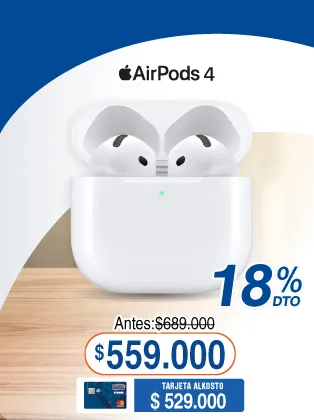 AirPods 4
18% DTO
Antes: $689.000
$559.000
TARJETA ALKOSTO
$ 529.000